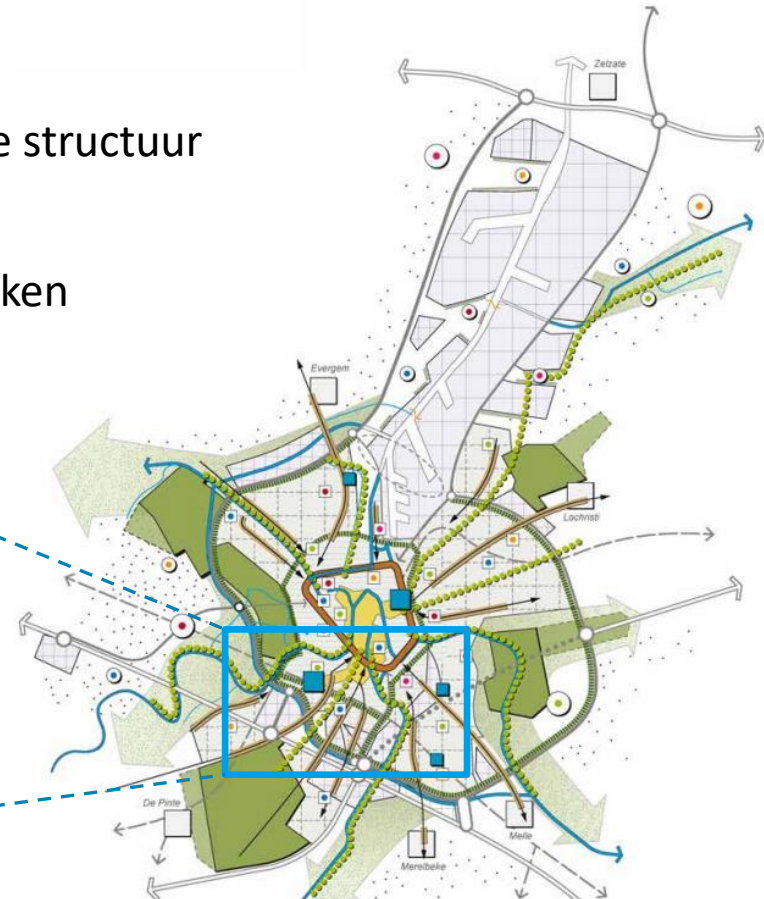 e structuur
ken
Zelzate
Evergem
Lochristi
De Pinte
Melle
Merelbeke